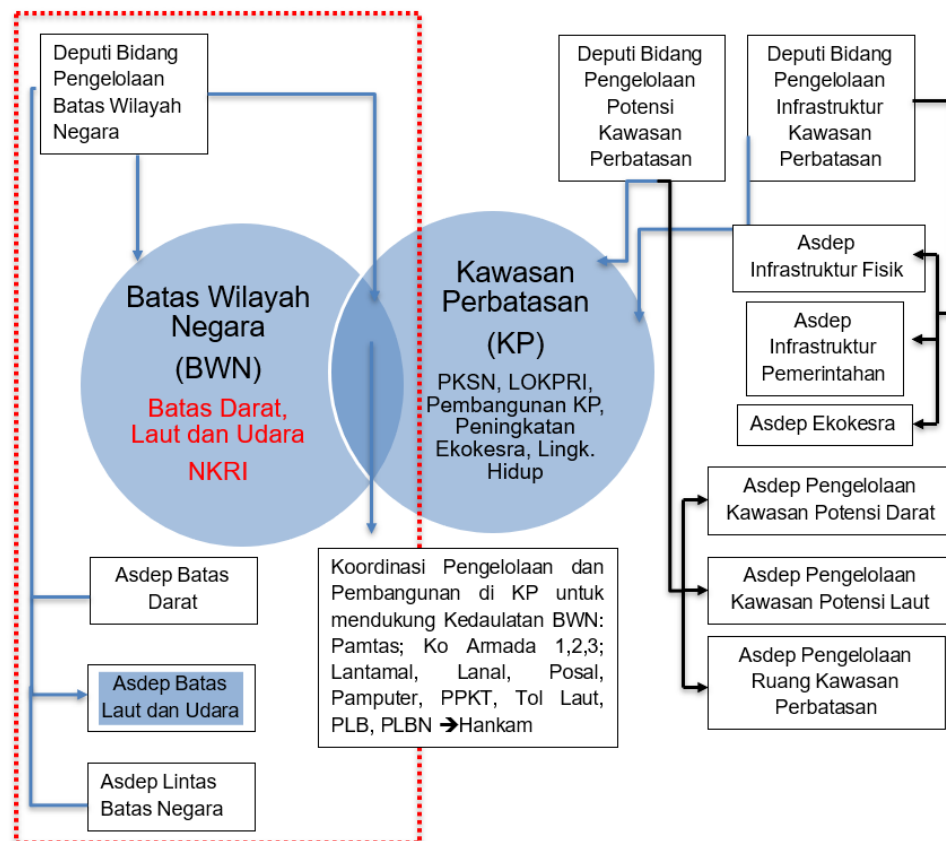 Deputi Bidang
Pengelolaan
Batas Wilayah
Negara
Deputi Bidang
Pengelolaan
Potensi
Kawasan
Perbatasan
Deputi Bidang
Pengelolaan
Infrastruktur
Kawasan
Perbatasan
Batas Wilayah
Negara
(BWN)
Batas Darat,
Laut dan Udara
NKRI
Kawasan
Perbatasan
(KP)
PKSN, LOKPRI,
Pembangunan KP,
Peningkatan
Ekokesra, Lingk.
Hidup
Asdep
Infrastruktur Fisik
Asdep
Infrastruktur
Pemerintahan
Asdep Ekokesra
Asdep Pengelolaan
Kawasan Potensi Darat
Asdep Pengelolaan
Kawasan Potensi Laut
Asdep Pengelolaan
Ruang Kawasan
Perbatasan
Asdep Batas
Darat
Asdep Batas
Laut dan Udara
Asdep Lintas
Batas Negara
Koordinasi Pengelolaan dan
Pembangunan di KP untuk
mendukung Kedaulatan BWN:
Pamtas; Ko Armada 1,2,3;
Lantamal, Lanal, Posal,
Pamputer, PPKT, Tol Laut,
PLB, PLBN ➔Hankam